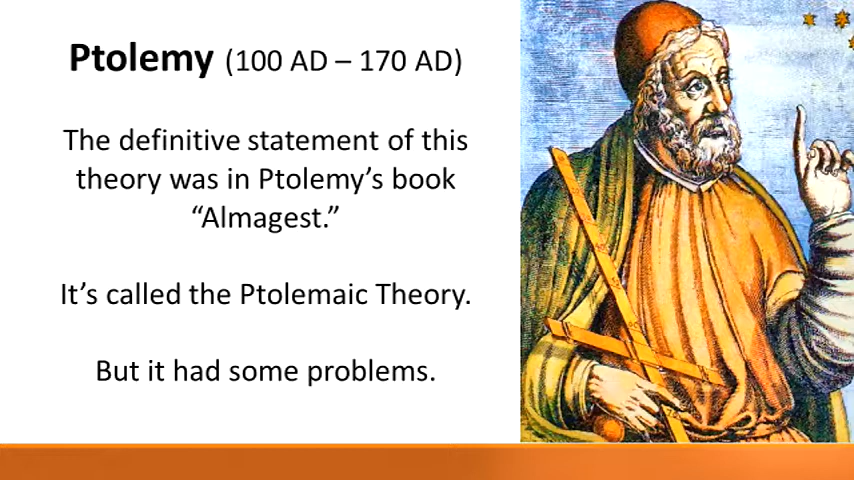 Ptolemy (100 AD – 170 AD)
The definitive statement of this
theory was in Ptolemy’s book
“Almagest.”
It’s called the Ptolemaic Theory.
But it had some problems.